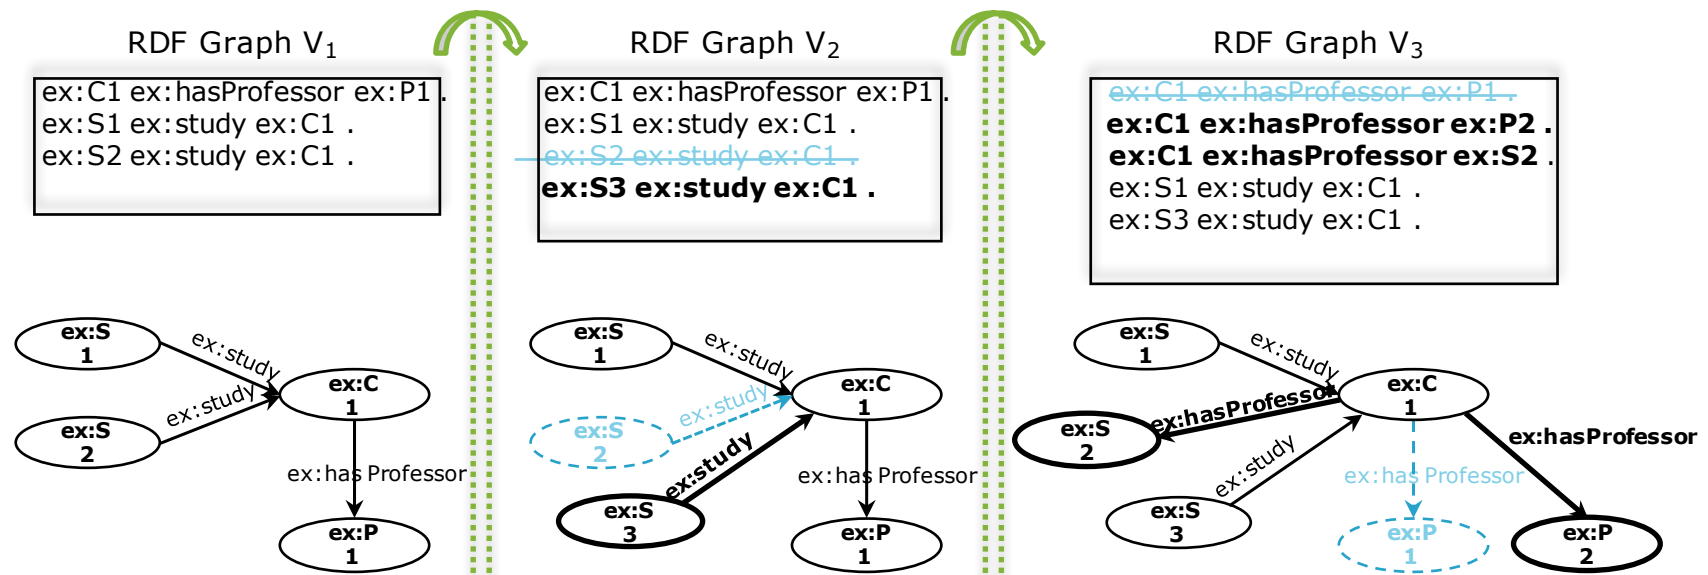 RDF Graph V1
ex:C1 ex:hasProfessor ex:P1 .
ex:S1 ex:study ex:C1 .
ex:S2 ex:study ex:C1 .
ex:S
1
ex:study
ex:S
2
ex:study
ex:C
1
ex:has Professor
ex:P
1
RDF Graph V2
ex:C1 ex:hasProfessor ex:P1 .
ex:S1 ex:study ex:C1 .
ex:S2 ex:study ex:C1 .
ex:S3 ex:study ex:C1 .
ex:S
1
ex:study
ex:S
2
ex:study
ex:C
1
ex:study
ex:S
3
ex:has Professor
ex:P
1
RDF Graph V3
ex:C1 ex:hasProfessor ex:P1 .
ex:C1 ex:hasProfessor ex:P2 .
ex:C1 ex:hasProfessor ex:S2 .
ex:S1 ex:study ex:C1 .
ex:S3 ex:study ex:C1 .
ex:S
1
ex:study
ex:C
1
ex:hasProfessor
ex:S
2
ex:hasProfessor
ex:study
ex:has Professor
ex:S
3
ex:P
1
ex:P
2